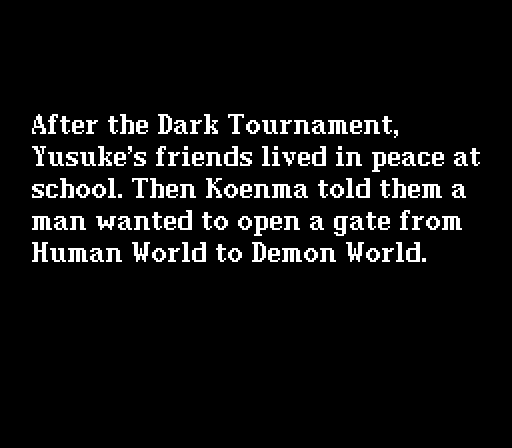 After the Dark Tournament,
Yusuke's friends lived in peace at
school. Then Koenma told them a
man wanted to open a gate from
Human World to Demon World.